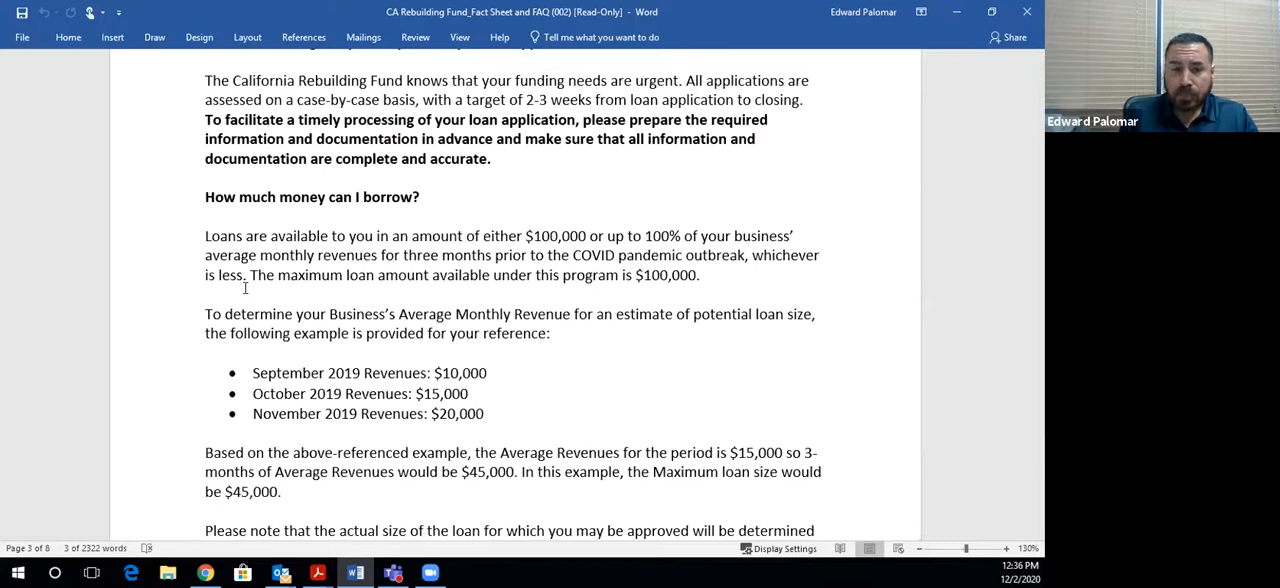 CA Rebuilding Fund_Fact Sheet and FAQ (002) [Read-Only] - Word
Edward Palomar
File Home Insert Draw Design Layout References Mailings Review View Help Tell me what you want to do Share
The California Rebuilding Fund knows that your funding needs are urgent. All applications are
assessed on a case-by-case basis, with a target of 2-3 weeks from loan application to closing.
To facilitate a timely processing of your loan application, please prepare the required
information and documentation in advance and make sure that all information and
documentation are complete and accurate.
How much money can I borrow?
Loans are available to you in an amount of either $100,000 or up to 100% of your business’
average monthly revenues for three months prior to the COVID pandemic outbreak, whichever
is less. The maximum loan amount available under this program is $100,000.
To determine your Business’s Average Monthly Revenue for an estimate of potential loan size,
the following example is provided for your reference:
• September 2019 Revenues: $10,000
• October 2019 Revenues: $15,000
• November 2019 Revenues: $20,000
Based on the above-referenced example, the Average Revenues for the period is $15,000 so 3-
months of Average Revenues would be $45,000. In this example, the Maximum loan size would
be $45,000.
Please note that the actual size of the loan for which you may be approved will be determined
Page 3 of 8 3 of 2322 words Display Settings 130%
12:36 PM
12/2/2020
Edward Palomar